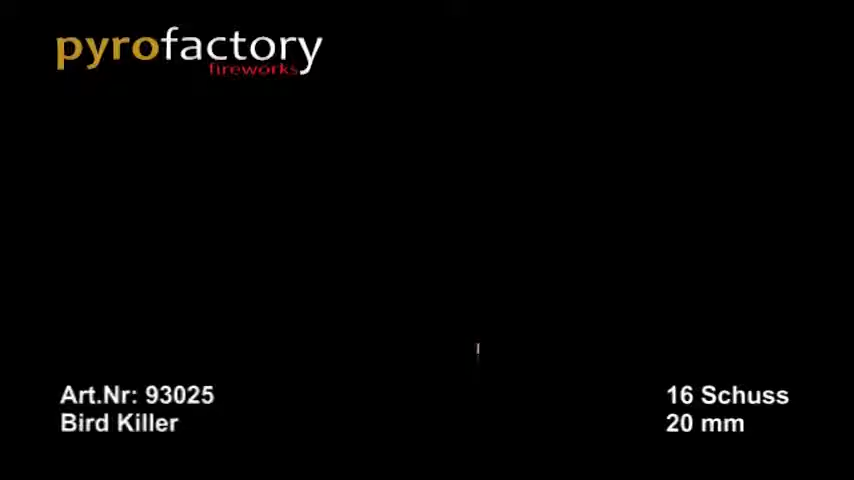 pyrofactory
fireworks
Art.Nr: 93025
Bird Killer
16 Schuss
20 mm